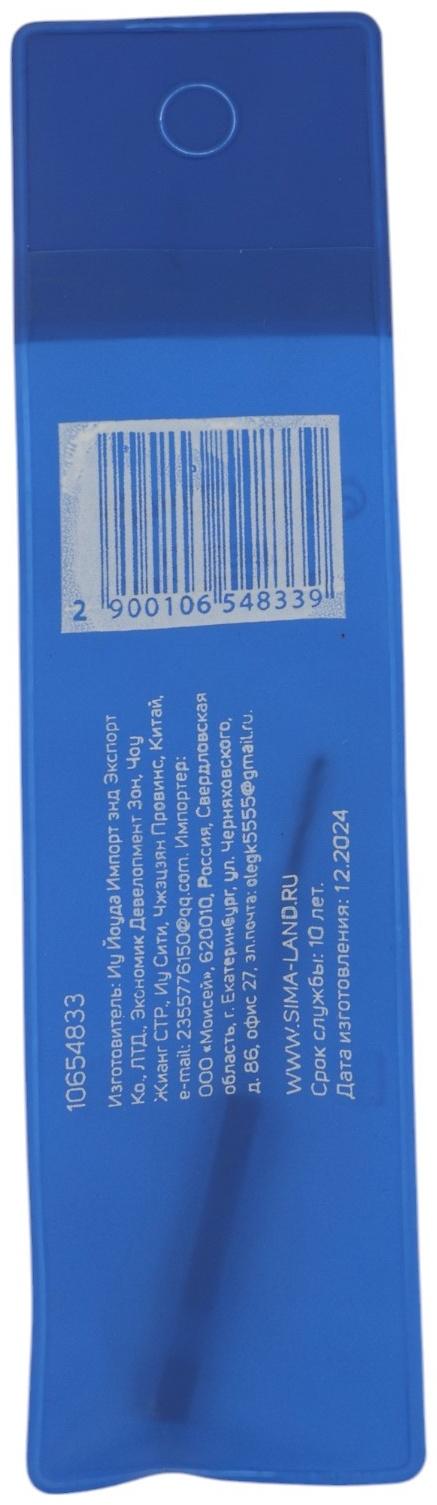 2 900106 548339
10654833
Изготовитель: Иу Йоуда Импорт энд Экспорт
Ко., ЛТД., Экономик Девелопмент Зон, Чоу
Жианг СТР, Иу Сити, Чжэцзян Провинс, Китай,
e-mail: 2355776150@qq.com. Импортер:
ООО «Моисей», 620010, Россия, Свердловская
область, г. Екатеринбург, ул. Черняховского,
д. 86, офис 27, эл.почта: olegk5555@gmail.ru.
WWW.SIMA-LAND.RU
Срок службы: 10 лет.
Дата изготовления: 12.2024